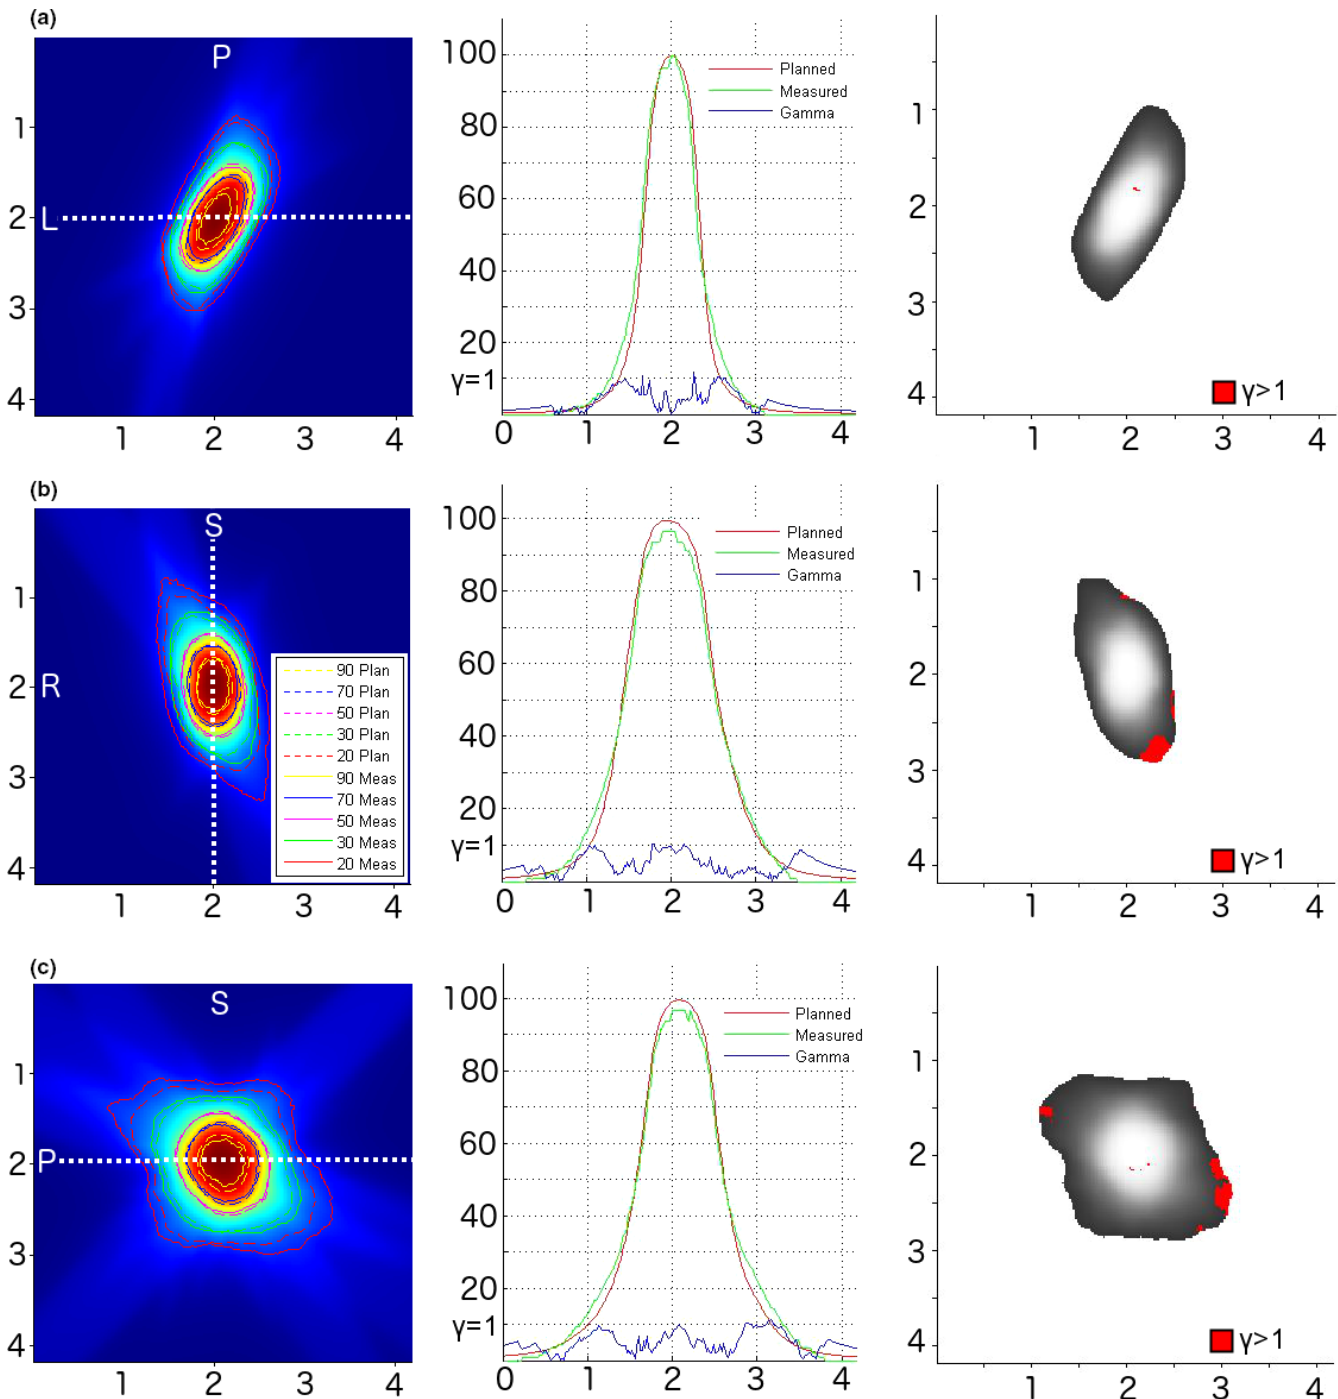 (a)
P
L
1
2
3
4
1 2 3 4
100
80
60
40
20
γ=1
0 1 2 3 4
Planned
Measured
Gamma
1
2
3
4
1 2 3 4
γ>1
(b)
S
R
1
2
3
4
1 2 3 4
90 Plan
70 Plan
50 Plan
30 Plan
20 Plan
90 Meas
70 Meas
50 Meas
30 Meas
20 Meas
100
80
60
40
20
γ=1
0 1 2 3 4
Planned
Measured
Gamma
1
2
3
4
1 2 3 4
γ>1
(c)
S
P
1
2
3
4
1 2 3 4
100
80
60
40
20
γ=1
0 1 2 3 4
Planned
Measured
Gamma
1
2
3
4
1 2 3 4
γ>1